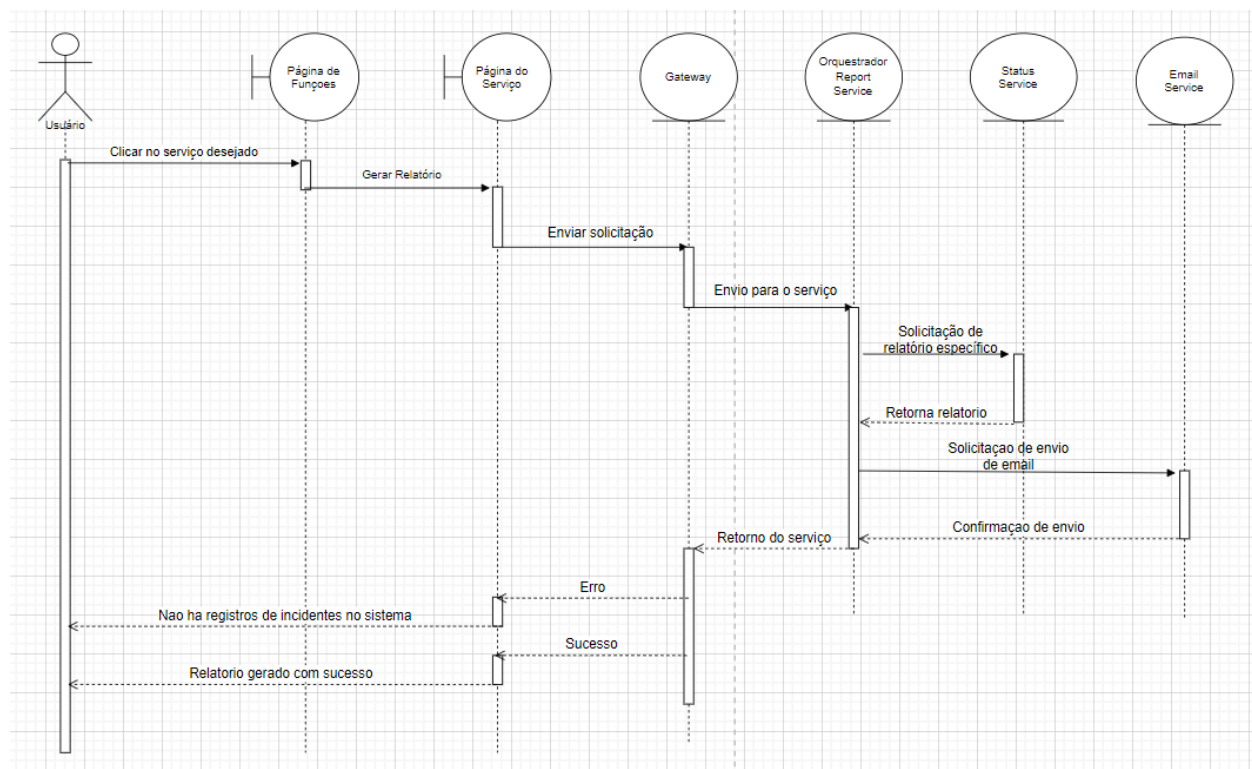 Usuário
Página de
Funçoes
Página do
Serviço
Gateway
Orquestrador
Report
Service
Status
Service
Email
Service
Clicar no serviço desejado
Gerar Relatório
Enviar solicitação
Envio para o serviço
Solicitação de
relatório específico
Retorna relatorio
Solicitaçao de envio
de email
Confirmaçao de envio
Retorno do serviço
Erro
Nao ha registros de incidentes no sistema
Sucesso
Relatorio gerado com sucesso